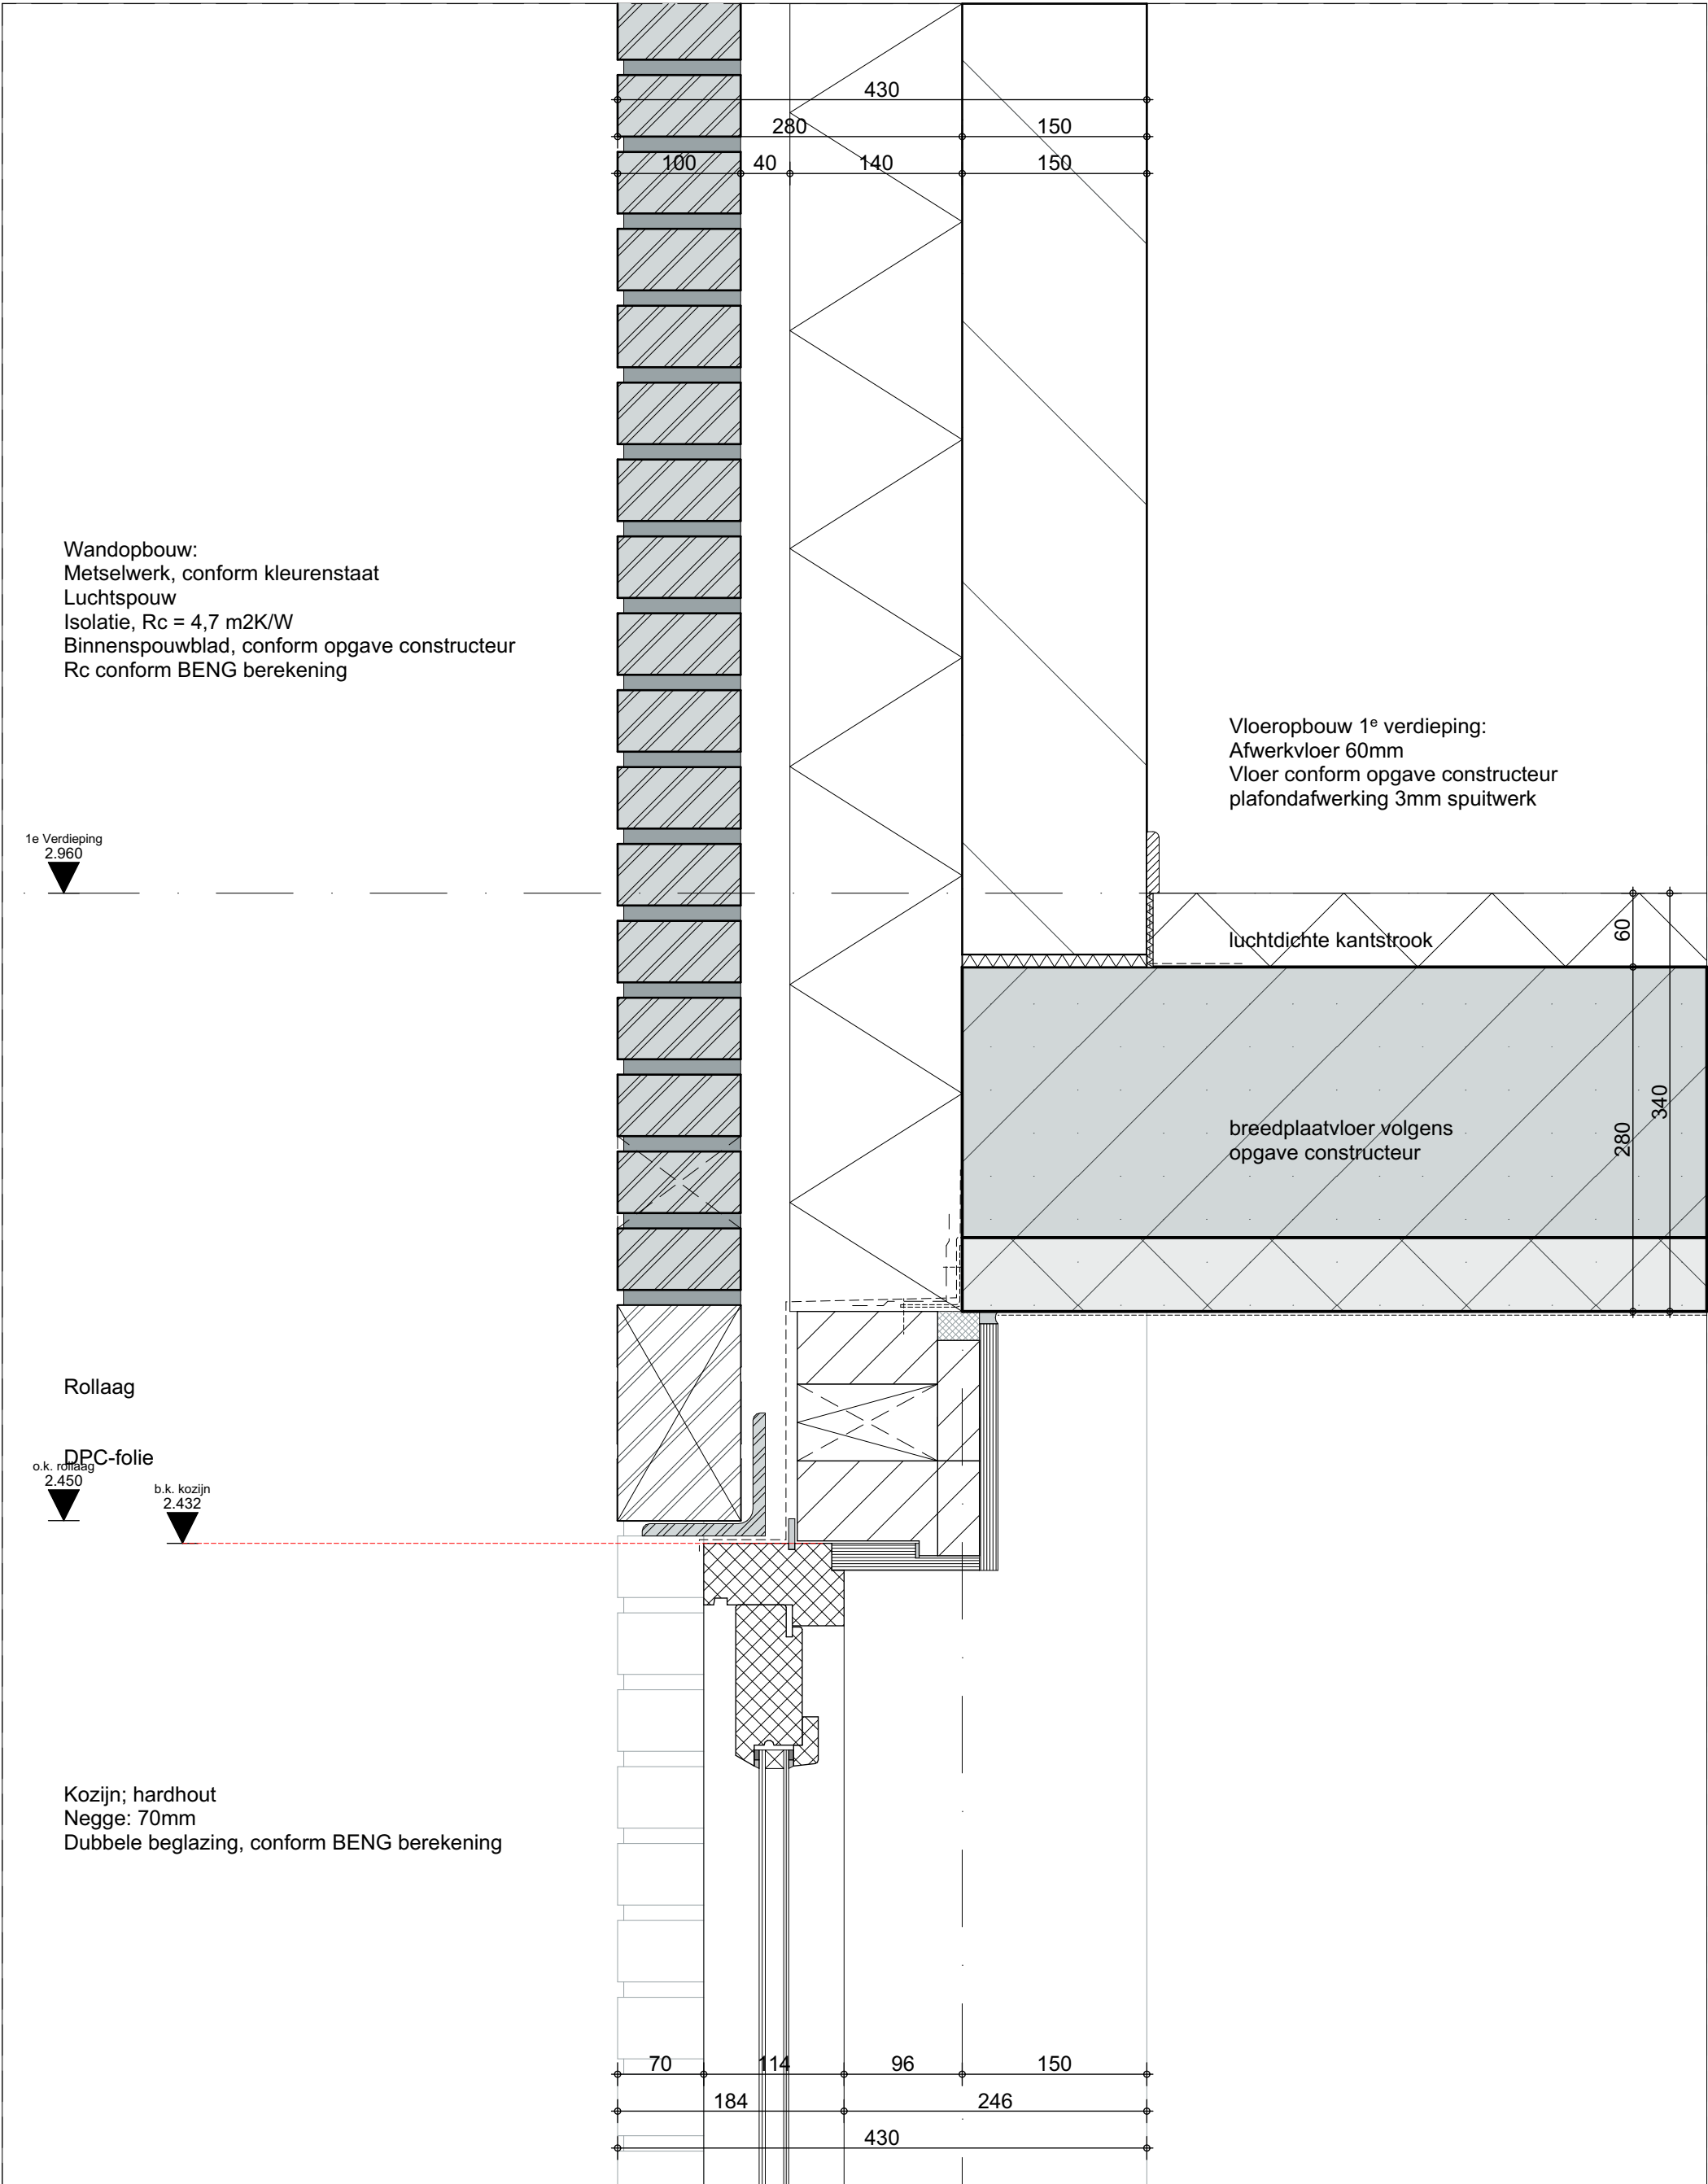 430
280 150
100 40 140 150
Wandopbouw:
Metselwerk, conform kleurenstaat
Luchtspouw
Isolatie, Rc = 4,7 m2K/W
Binnenspouwblad, conform opgave constructeur
Rc conform BENG berekening
Vloeropbouw 1e verdieping:
Afwerkvloer 60mm
Vloer conform opgave constructeur
plafondafwerking 3mm spuitwerk
1e Verdieping
2.960
luchtdichte kantstrook
60
340
280
breedplaatvloer volgens
opgave constructeur
Rollaag
DPC-folie
o.k. rollaag
2.450
b.k. kozijn
2.432
Kozijn; hardhout
Negge: 70mm
Dubbele beglazing, conform BENG berekening
70 114 96 150
184 246
430